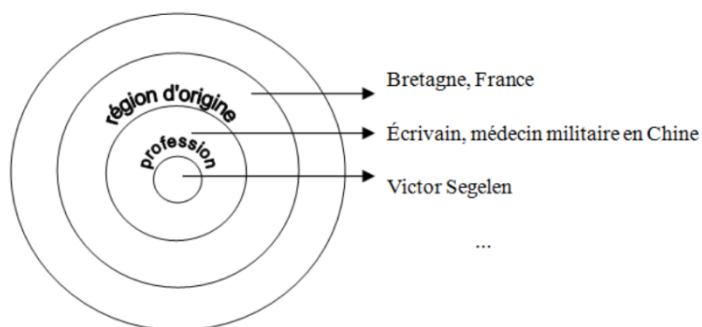 région d'origine
Bretagne, France
profession
Écrivain, médecin militaire en Chine
Victor Segelen
...